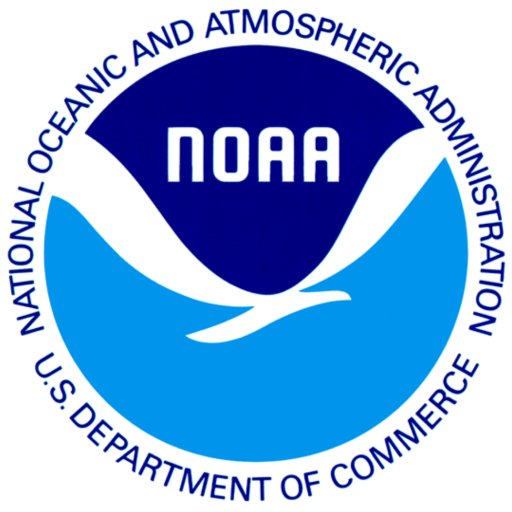 NATIONAL OCEANIC AND ATMOSPHERIC ADMINISTRATION
NOAA
U.S. DEPARTMENT OF COMMERCE